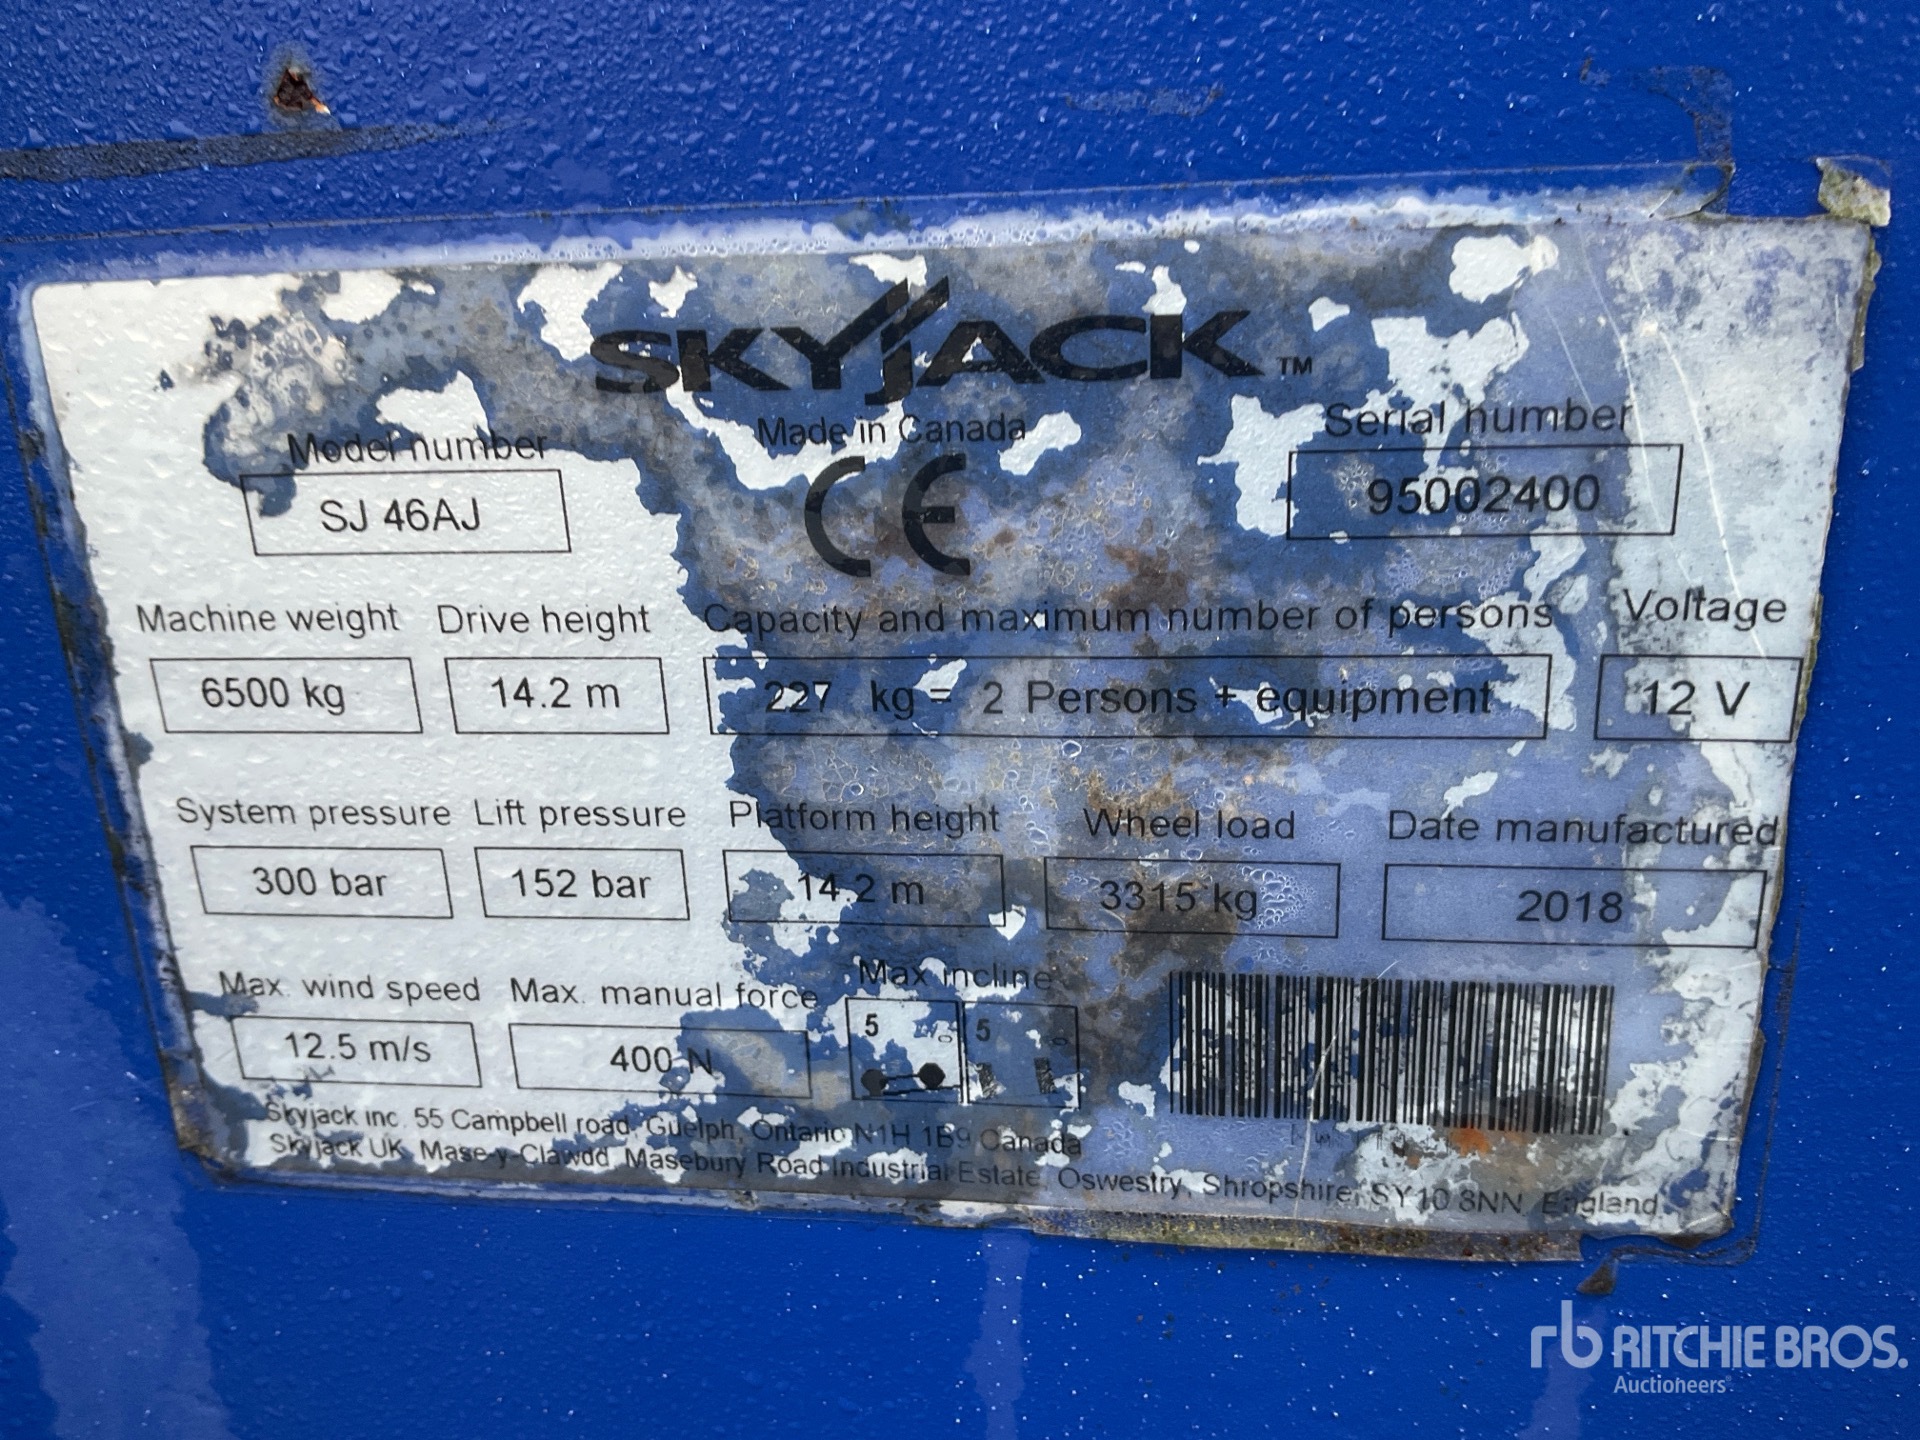 SKYJACK™
Made in Canada
CE
Model number
SJ 46AJ
Serial number
95002400
Machine weight
6500 kg
Drive height
14.2 m
Capacity and maximum number of persons
227 kg = 2 Persons + equipment
Voltage
12 V
System pressure
300 bar
Lift pressure
152 bar
Platform height
14.2 m
Wheel load
3315 kg
Date manufactured
2018
Max. wind speed
12.5 m/s
Max. manual force
400 N
Max incline
5
5
Skyjack inc. 55 Campbell road, Guelph, Ontario N1H 1B9 Canada
Skyjack UK, Mase-y-Clawdd, Masebury Road Industrial Estate, Oswestry, Shropshire, SY10 8NN, England.
rb RITCHIE BROS.
Auctioneers